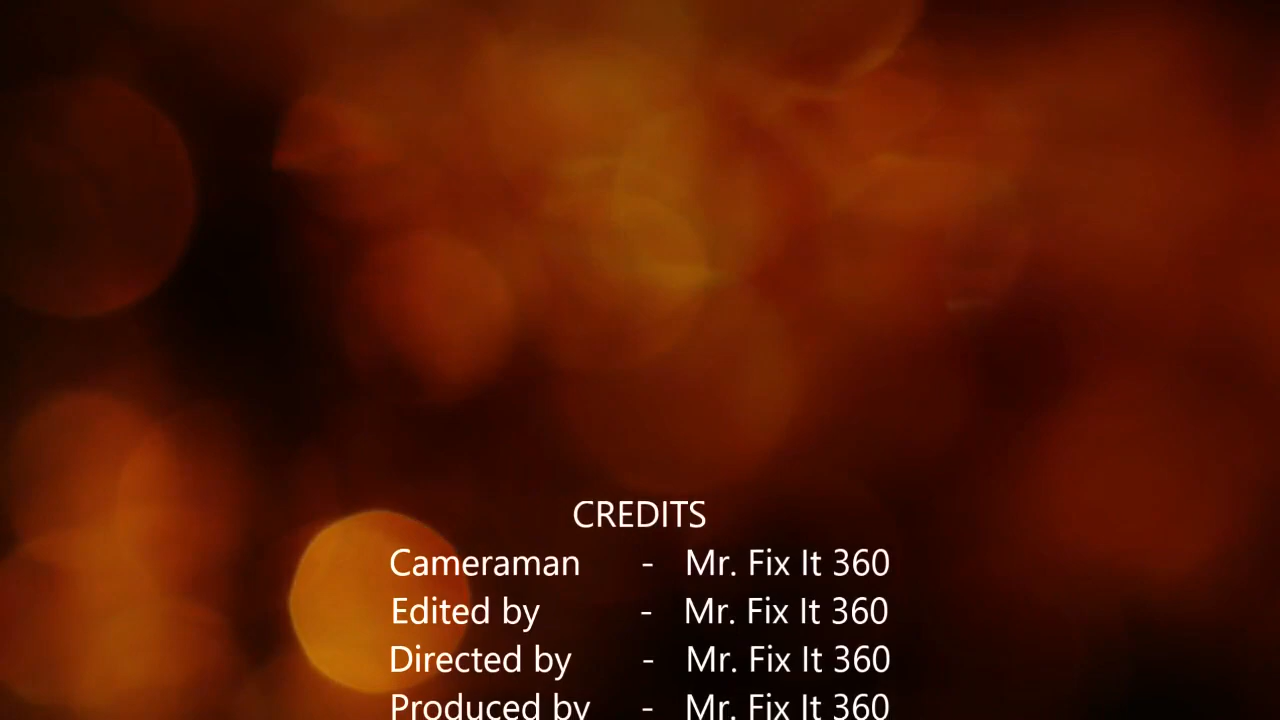 CREDITS
Cameraman - Mr. Fix It 360
Edited by - Mr. Fix It 360
Directed by - Mr. Fix It 360
Produced by - Mr. Fix It 360